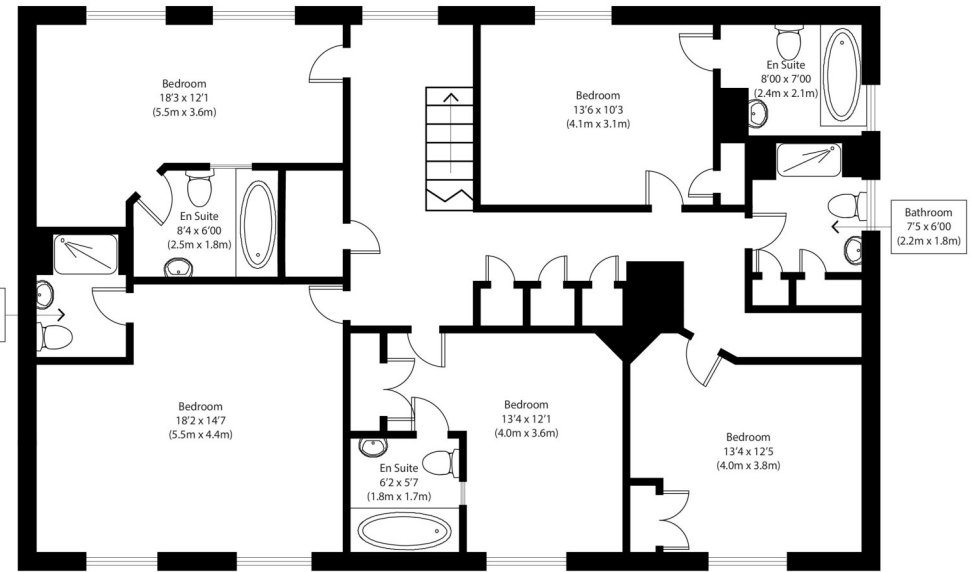 Bedroom
18'3 x 12'1
(5.5m x 3.6m)
Bedroom
13'6 x 10'3
(4.1m x 3.1m)
En Suite
8'00 x 7'00
(2.4m x 2.1m)
En Suite
8'4 x 6'00
(2.5m x 1.8m)
Bathroom
7'5 x 6'00
(2.2m x 1.8m)
Bedroom
18'2 x 14'7
(5.5m x 4.4m)
Bedroom
13'4 x 12'1
(4.0m x 3.6m)
En Suite
6'2 x 5'7
(1.8m x 1.7m)
Bedroom
13'4 x 12'5
(4.0m x 3.8m)